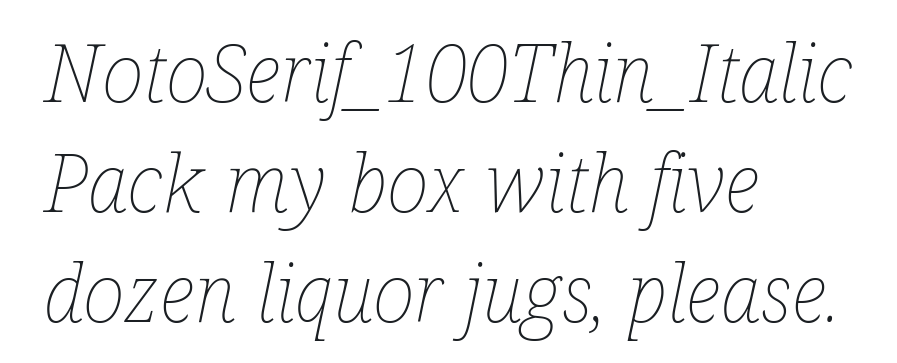 NotoSerif_100Thin_Italic
Pack my box with five
dozen liquor jugs, please.